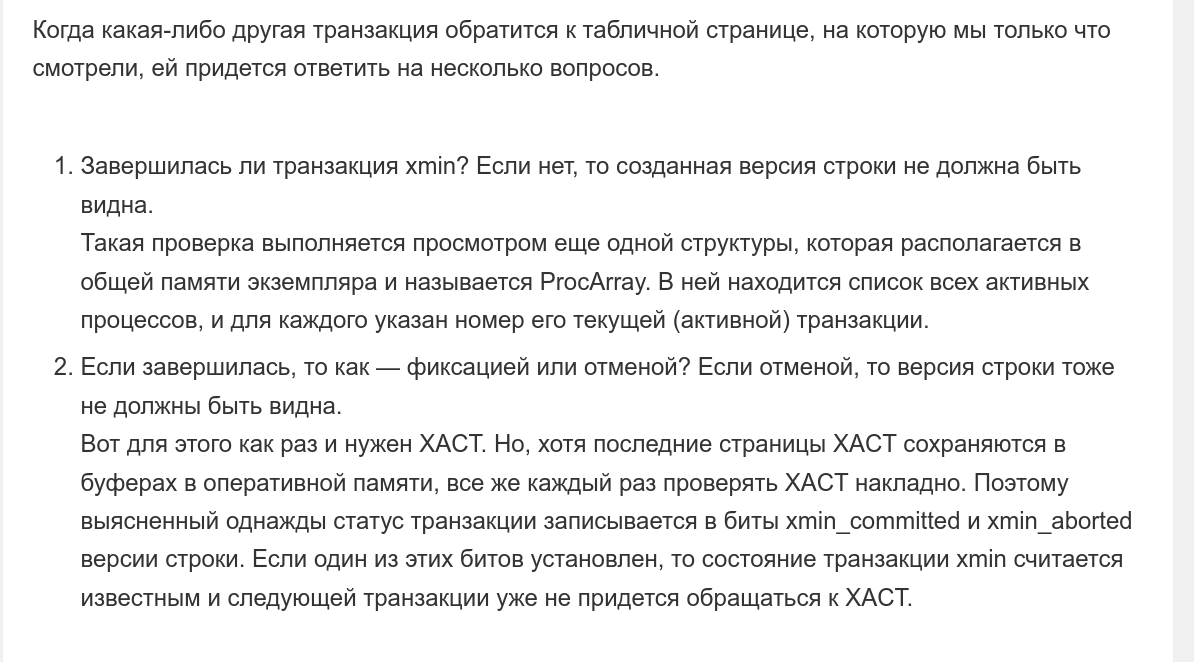 Когда какая-либо другая транзакция обратится к табличной странице, на которую мы только что
смотрели, ей придется ответить на несколько вопросов.
1. Завершилась ли транзакция xmin? Если нет, то созданная версия строки не должна быть
видна.
Такая проверка выполняется просмотром еще одной структуры, которая располагается в
общей памяти экземпляра и называется ProcArray. В ней находится список всех активных
процессов, и для каждого указан номер его текущей (активной) транзакции.
2. Если завершилась, то как — фиксацией или отменой? Если отменой, то версия строки тоже
не должны быть видна.
Вот для этого как раз и нужен XACT. Но, хотя последние страницы XACT сохраняются в
буферах в оперативной памяти, все же каждый раз проверять XACT накладно. Поэтому
выясненный однажды статус транзакции записывается в биты xmin_committed и xmin_aborted
версии строки. Если один из этих битов установлен, то состояние транзакции xmin считается
известным и следующей транзакции уже не придется обращаться к XACT.